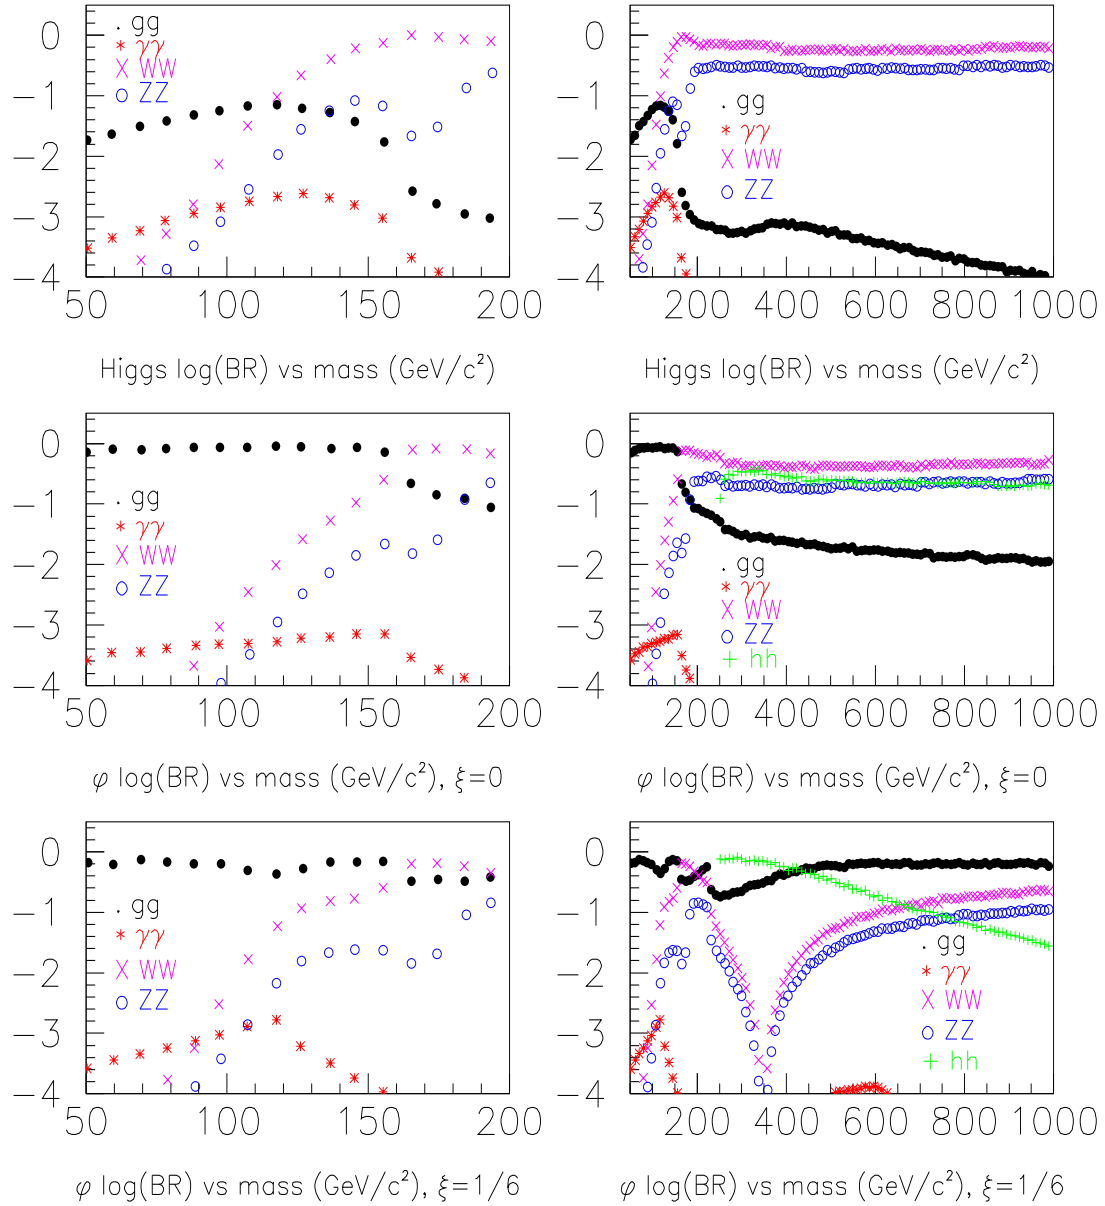 0
−1
−2
−3
−4
. gg
* γγ
× WW
o ZZ
50 100 150 200
Higgs log(BR) vs mass (GeV/c²)
0
−1
−2
−3
−4
. gg
* γγ
× WW
o ZZ
200 400 600 800 1000
Higgs log(BR) vs mass (GeV/c²)
0
−1
−2
−3
−4
. gg
* γγ
× WW
o ZZ
50 100 150 200
φ log(BR) vs mass (GeV/c²), ξ=0
0
−1
−2
−3
−4
. gg
* γγ
× WW
o ZZ
+ hh
200 400 600 800 1000
φ log(BR) vs mass (GeV/c²), ξ=0
0
−1
−2
−3
−4
. gg
* γγ
× WW
o ZZ
50 100 150 200
φ log(BR) vs mass (GeV/c²), ξ=1/6
0
−1
−2
−3
−4
. gg
* γγ
× WW
o ZZ
+ hh
200 400 600 800 1000
φ log(BR) vs mass (GeV/c²), ξ=1/6